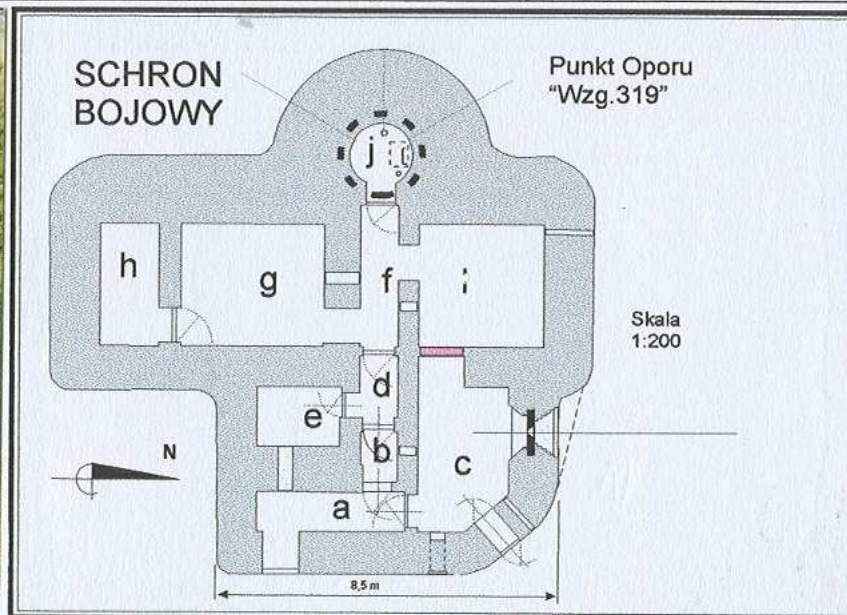 SCHRON
BOJOWY
Punkt Oporu
"Wzg.319"
j
h
g
f
i
Skala
1:200
d
e
b
c
N
a
8,5 m